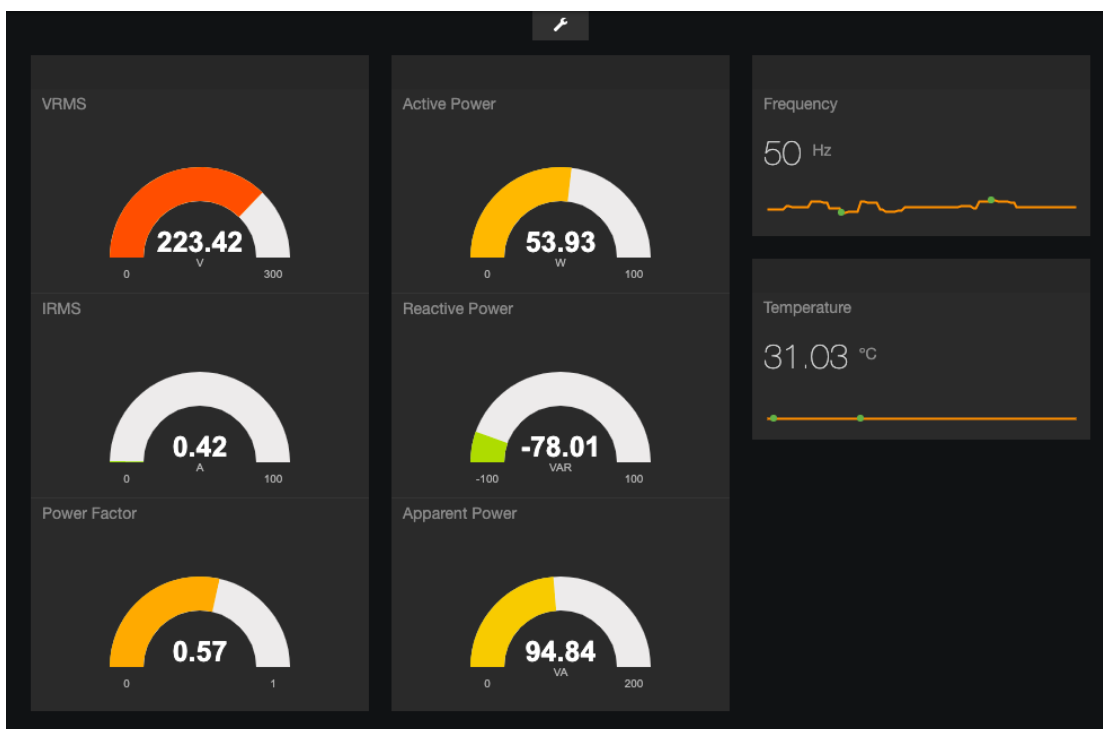 VRMS
223.42
V
0
300
IRMS
0.42
A
0
100
Power Factor
0.57
0
1
Active Power
53.93
W
0
100
Reactive Power
-78.01
VAR
-100
100
Apparent Power
94.84
VA
0
200
Frequency
50 Hz
Temperature
31.03 °C